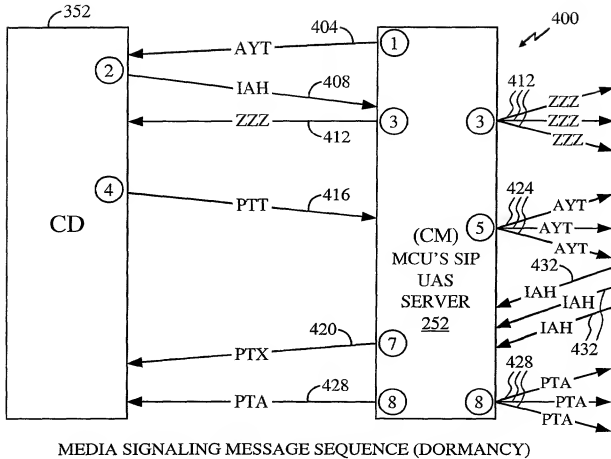 352
404
1
400
AYT
2
IAH
408
412
ZZZ
ZZZ
3
3
ZZZ
412
ZZZ
4
416
424
PTT
AYT
CD
(CM)
5
AYT
MCU'S SIP
AYT
UAS
432
SERVER
IAH
252
IAH
IAH
432
420
7
PTX
428
428
PTA
PTA
8
8
PTA
PTA
MEDIA SIGNALING MESSAGE SEQUENCE (DORMANCY)